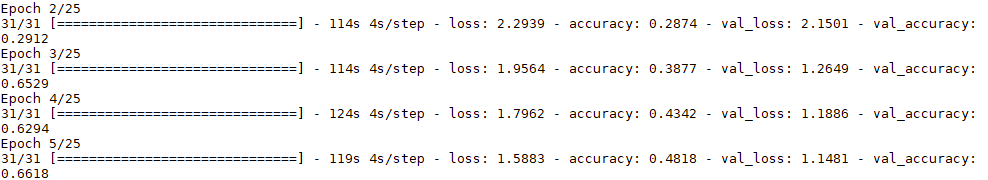 Epoch 2/25
31/31 [==============================] - 114s 4s/step - loss: 2.2939 - accuracy: 0.2874 - val_loss: 2.1501 - val_accuracy:
0.2912
Epoch 3/25
31/31 [==============================] - 114s 4s/step - loss: 1.9564 - accuracy: 0.3877 - val_loss: 1.2649 - val_accuracy:
0.6529
Epoch 4/25
31/31 [==============================] - 124s 4s/step - loss: 1.7962 - accuracy: 0.4342 - val_loss: 1.1886 - val_accuracy:
0.6294
Epoch 5/25
31/31 [==============================] - 119s 4s/step - loss: 1.5883 - accuracy: 0.4818 - val_loss: 1.1481 - val_accuracy:
0.6618